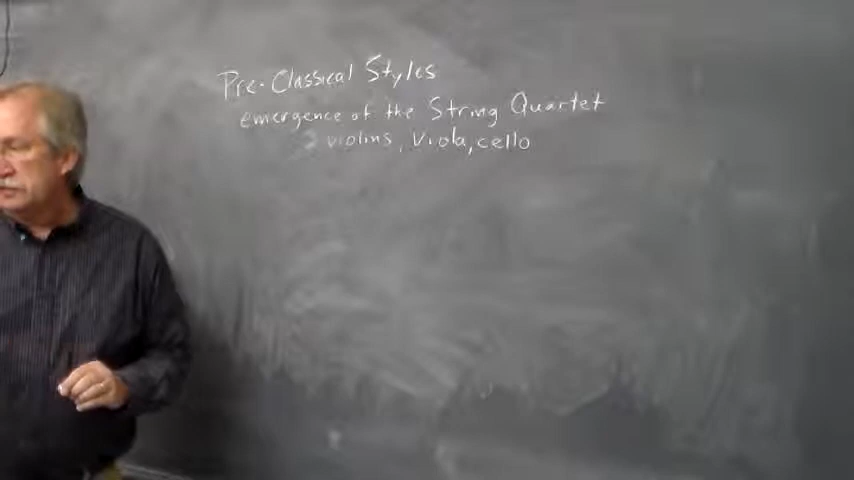 Pre-Classical Styles
emergence of the String Quartet
2 violins, Viola, cello